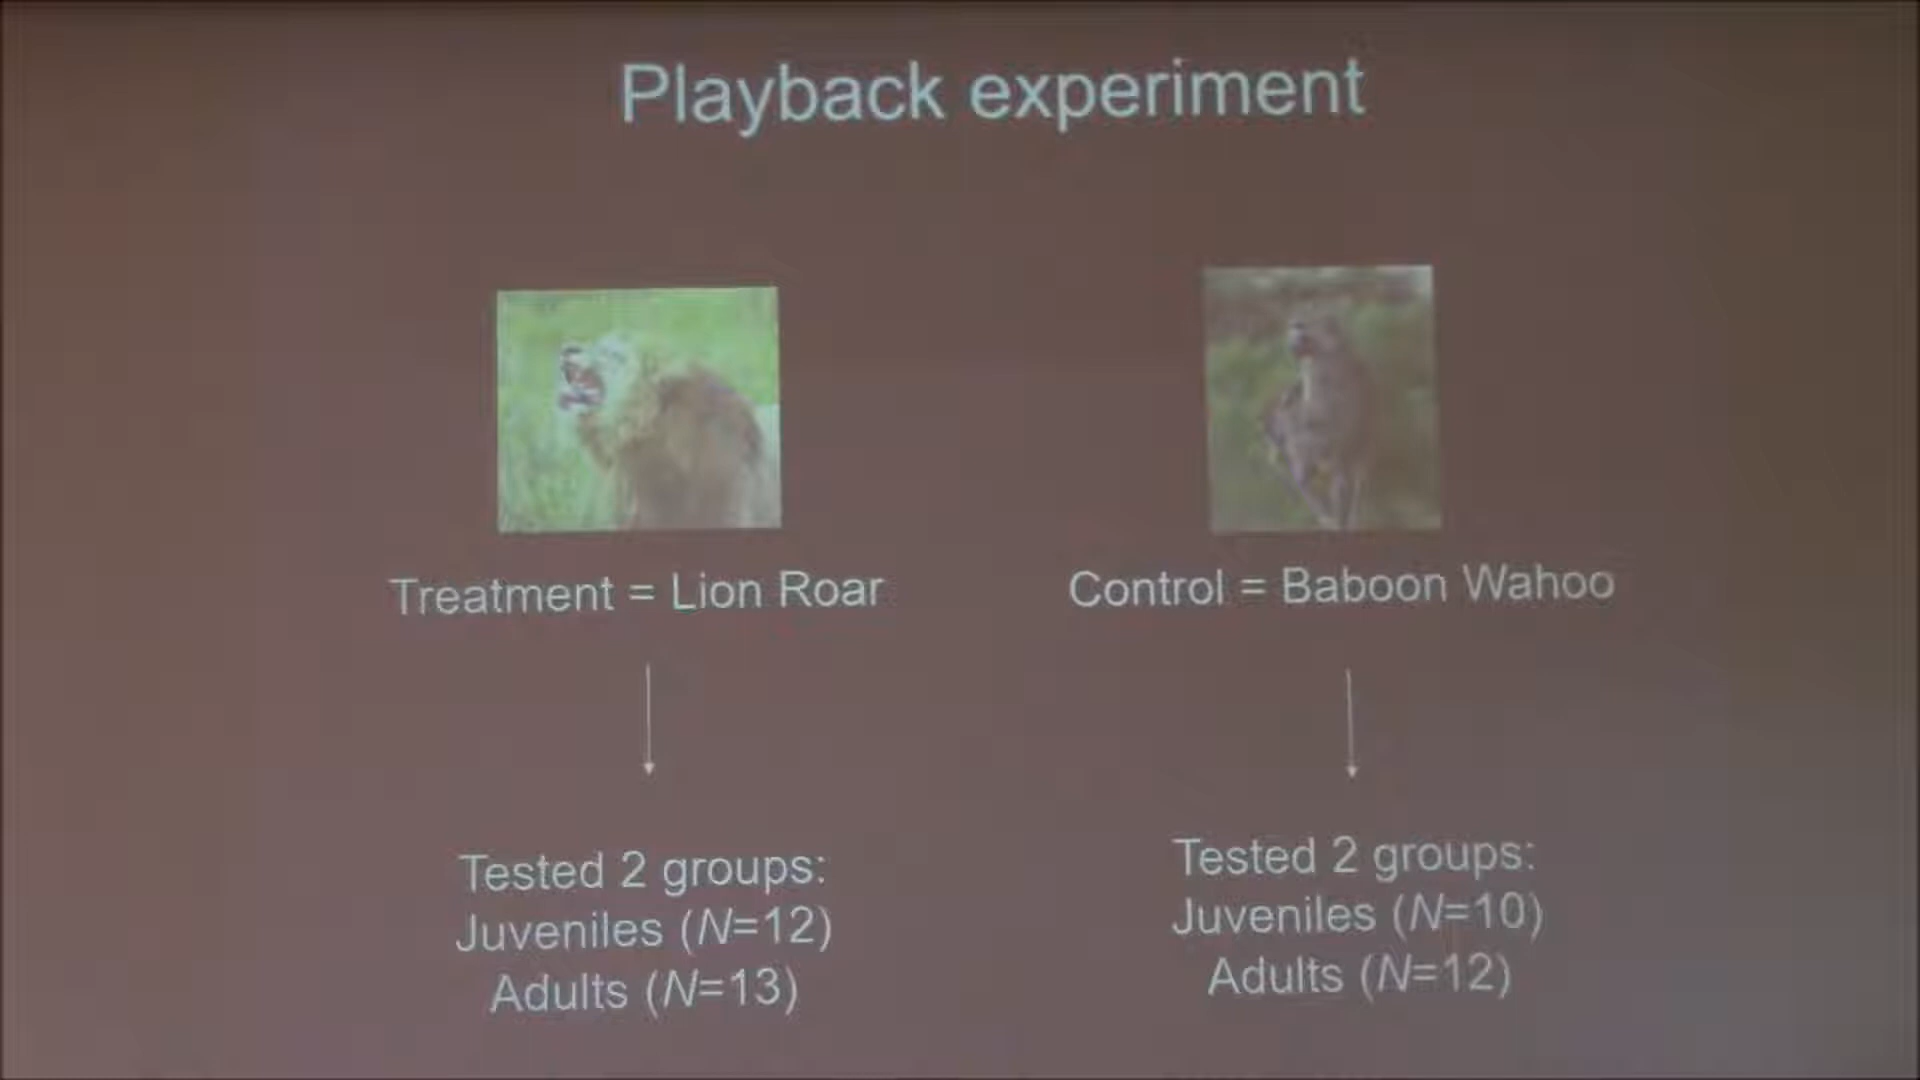 Playback experiment
Treatment = Lion Roar
Control = Baboon Wahoo
Tested 2 groups:
Juveniles (N=12)
Adults (N=13)
Tested 2 groups:
Juveniles (N=10)
Adults (N=12)